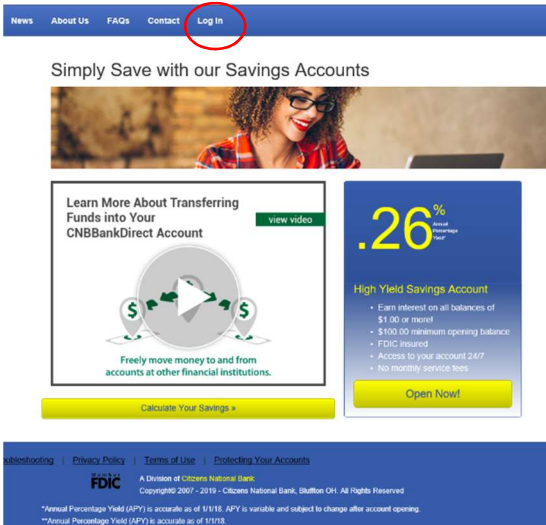 News About Us FAQs Contact Log In
Simply Save with our Savings Accounts
Learn More About Transferring
Funds into Your
CNBBankDirect Account
view video
$ $
Freely move money to and from
accounts at other financial institutions.
Calculate Your Savings »
.26%
Annual
Percentage
Yield*
High Yield Savings Account
• Earn interest on all balances of
$1.00 or more!
• $100.00 minimum opening balance
• FDIC insured
• Access to your account 24/7
• No monthly service fees
Open Now!
oubleshooting | Privacy Policy | Terms of Use | Protecting Your Accounts
Member
FDIC
A Division of Citizens National Bank
Copyright© 2007 - 2019 - Citizens National Bank, Bluffton OH. All Rights Reserved
*Annual Percentage Yield (APY) is accurate as of 1/1/18. APY is variable and subject to change after account opening.
**Annual Percentage Yield (APY) is accurate as of 1/1/18.